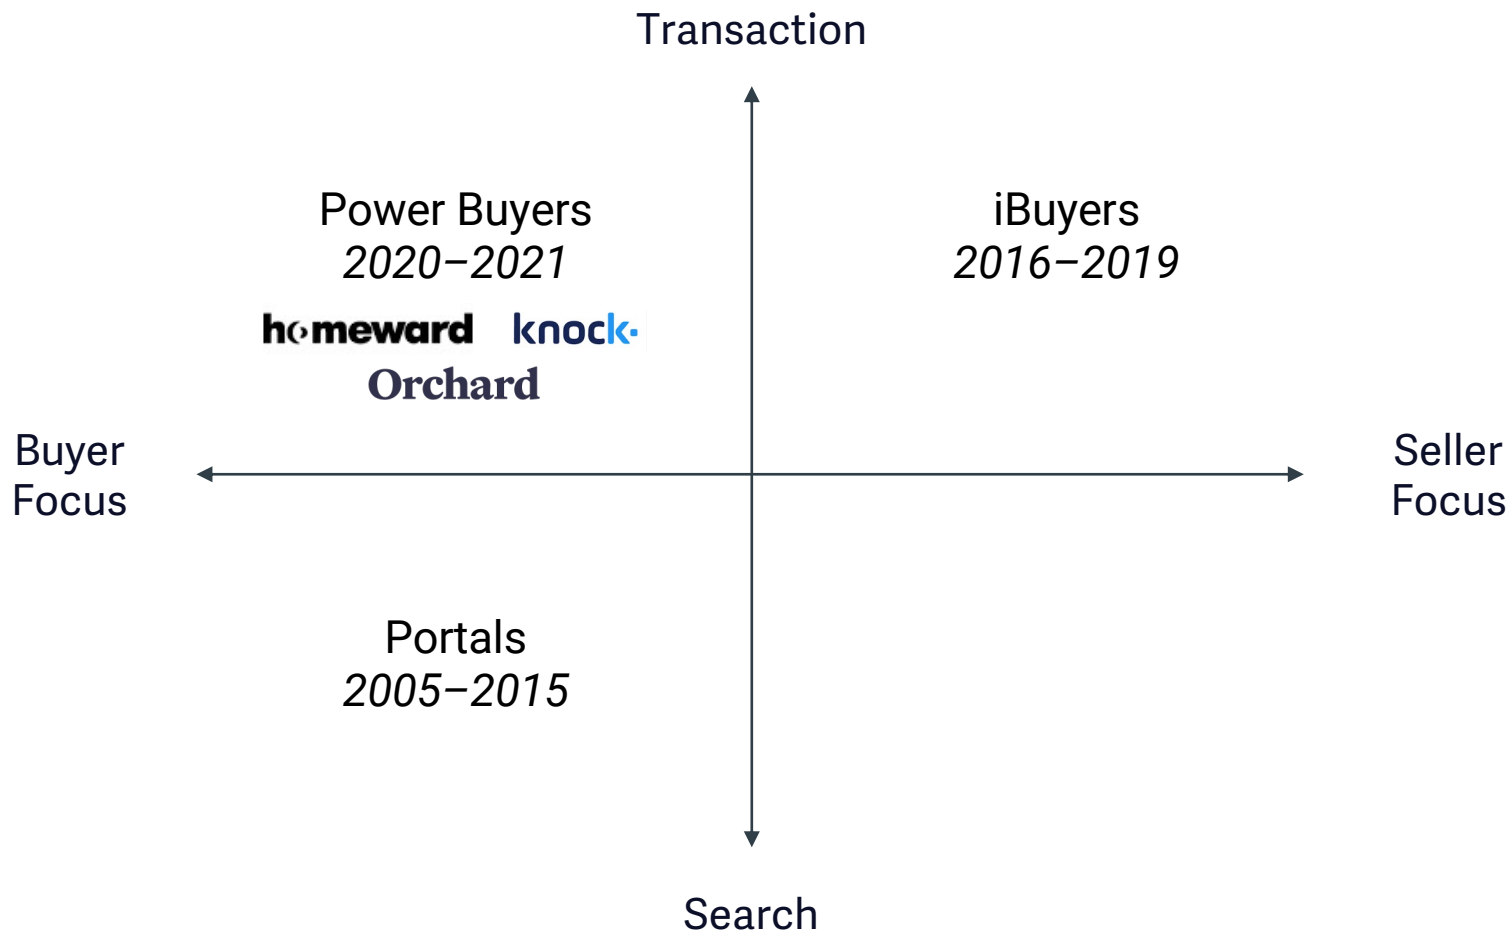 Transaction
Power Buyers
2020–2021
homeward knock
Orchard
iBuyers
2016–2019
Buyer
Focus
Seller
Focus
Portals
2005–2015
Search